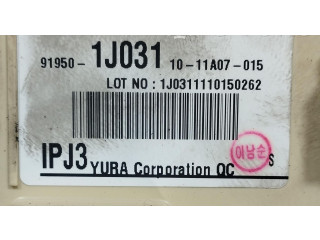 91950-1J031 10-11A07-015
LOT NO : 1J0311110150262
IPJ3 YURA Corporation QC S
이남순